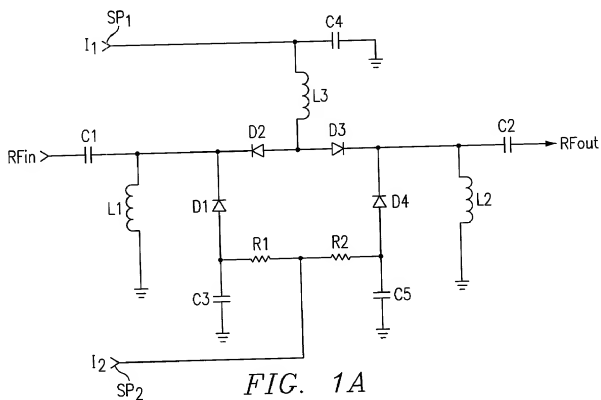 SP1
I1
C4
L3
C1
D2
D3
C2
RFin
RFout
L1
D1
D4
L2
R1
R2
C3
C5
I2
SP2
FIG. 1A